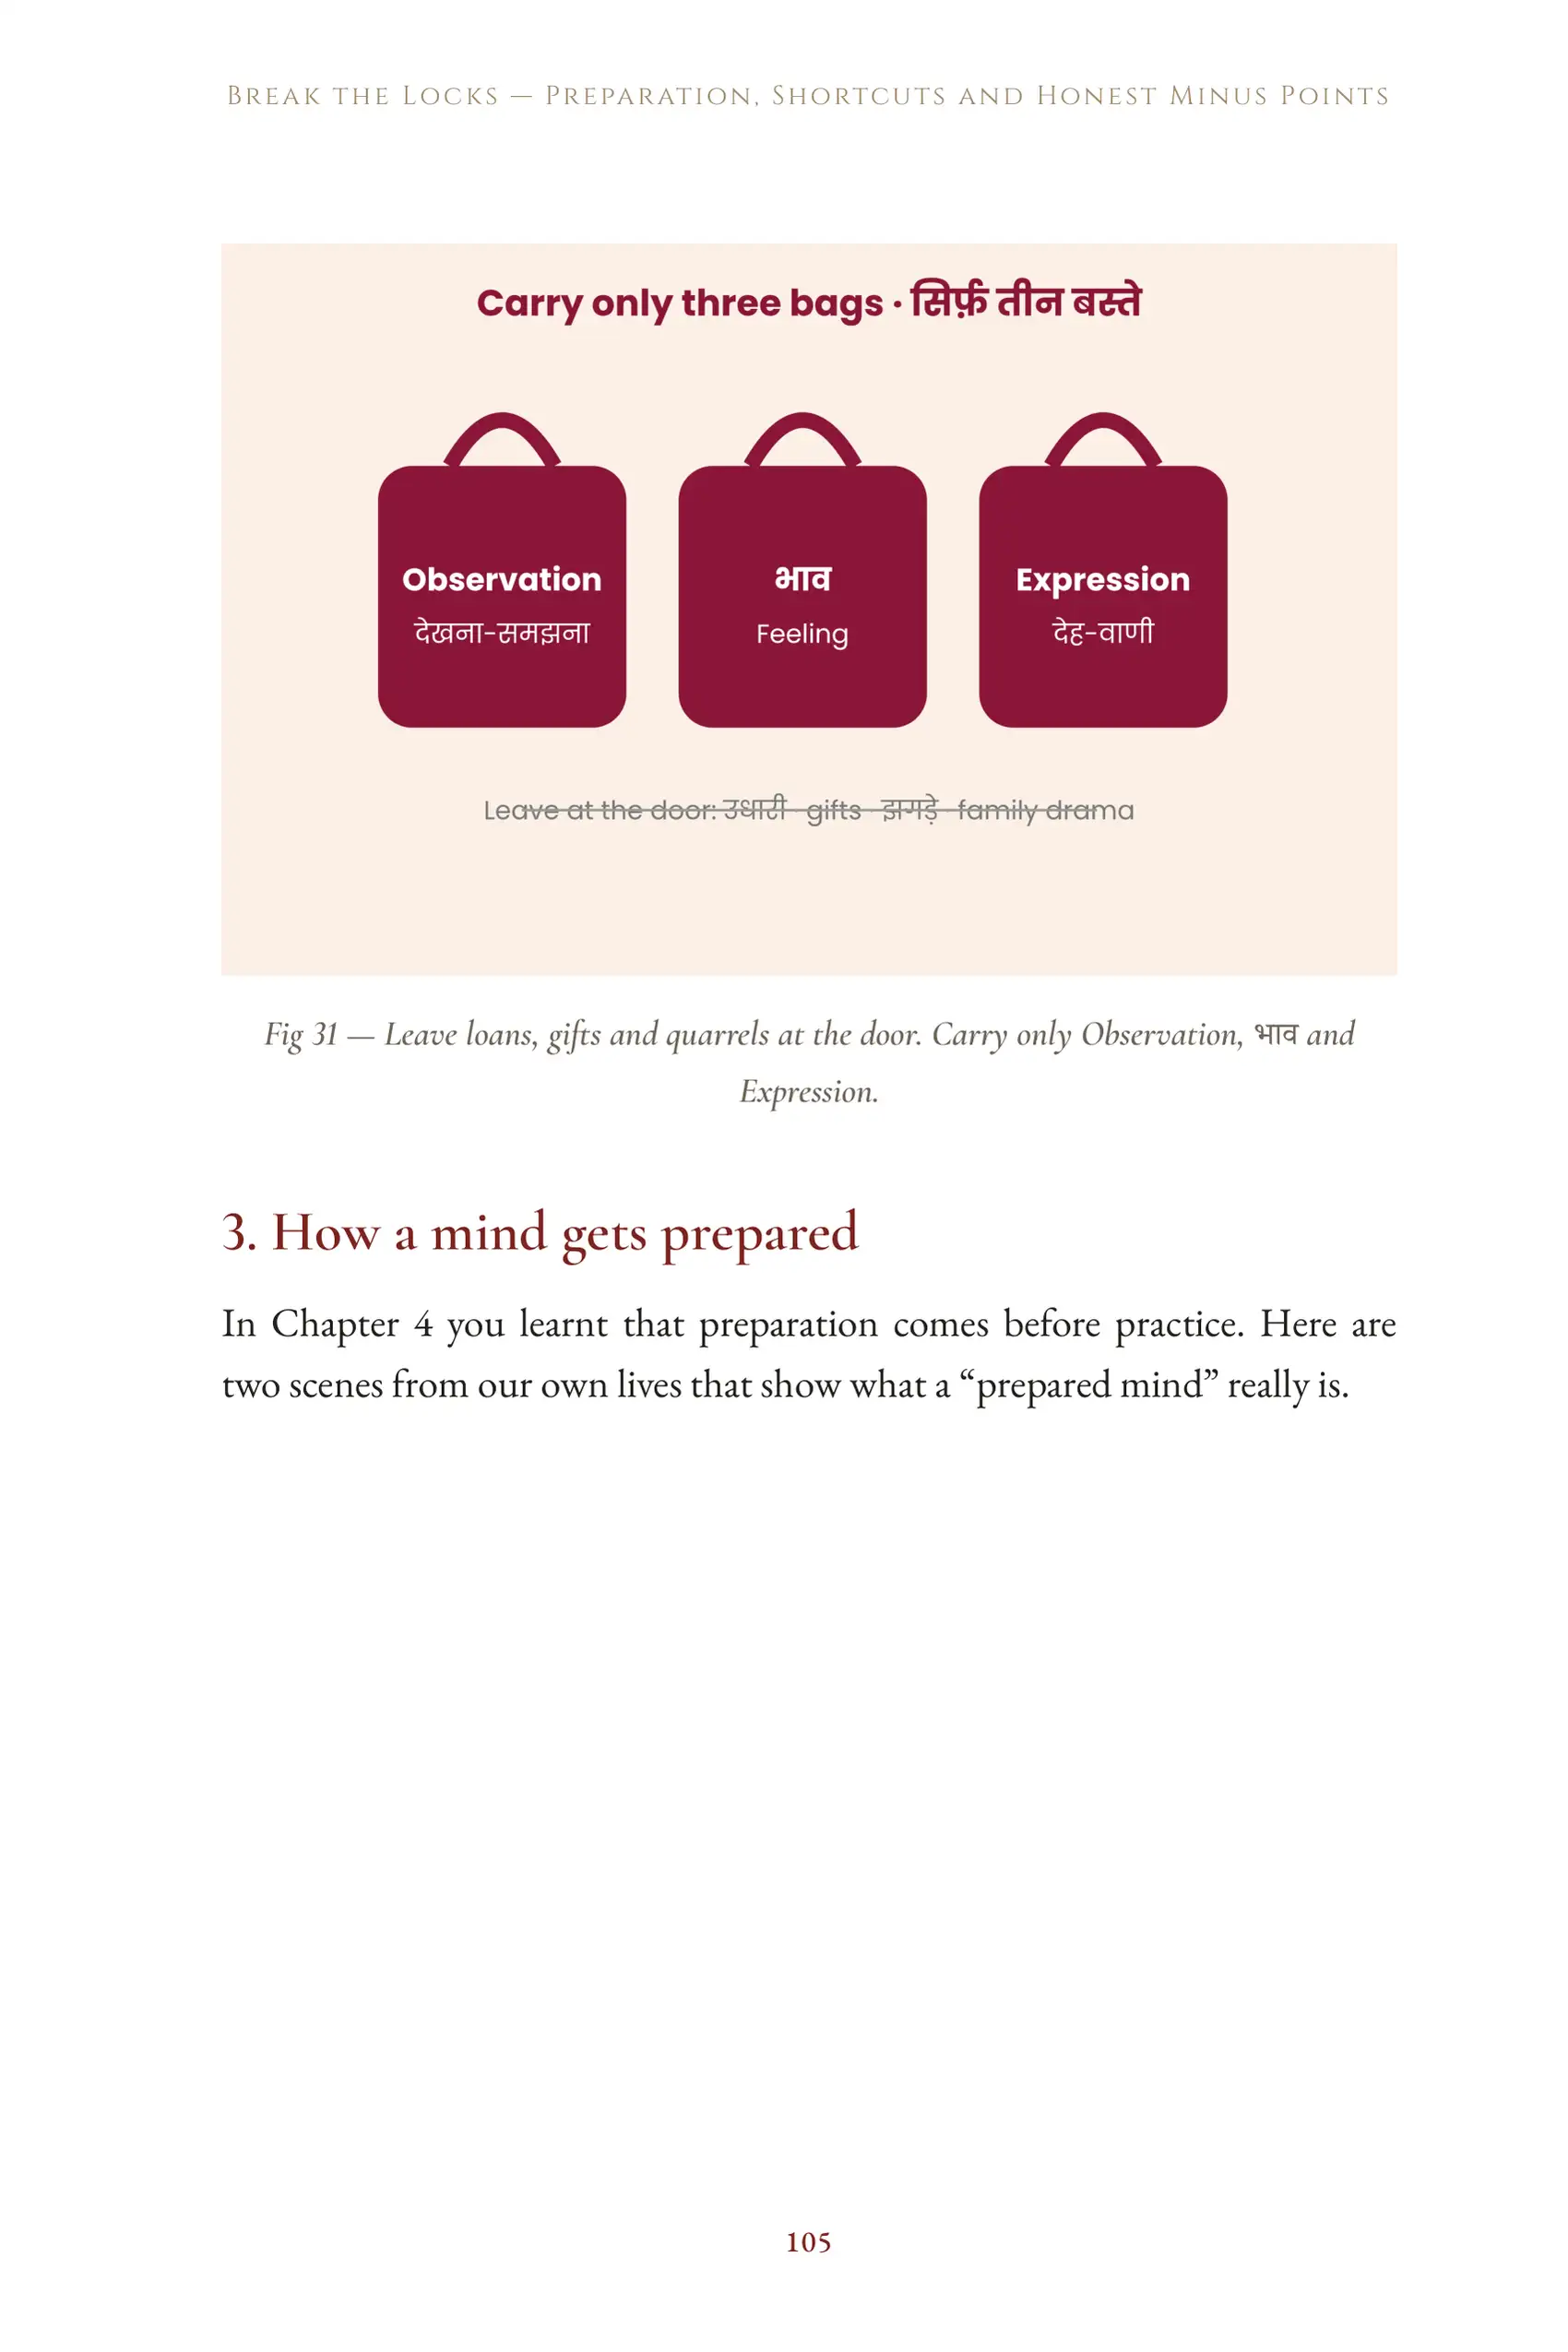 Break the Locks — Preparation, Shortcuts and Honest Minus Points
Carry only three bags · सिर्फ़ तीन बस्ते
Observation
देखना-समझना
भाव
Feeling
Expression
देह-वाणी
Leave at the door: उधारी · gifts · झगड़े · family drama
Fig 31 — Leave loans, gifts and quarrels at the door. Carry only Observation, भाव and
Expression.
3. How a mind gets prepared
In Chapter 4 you learnt that preparation comes before practice. Here are
two scenes from our own lives that show what a “prepared mind” really is.
105